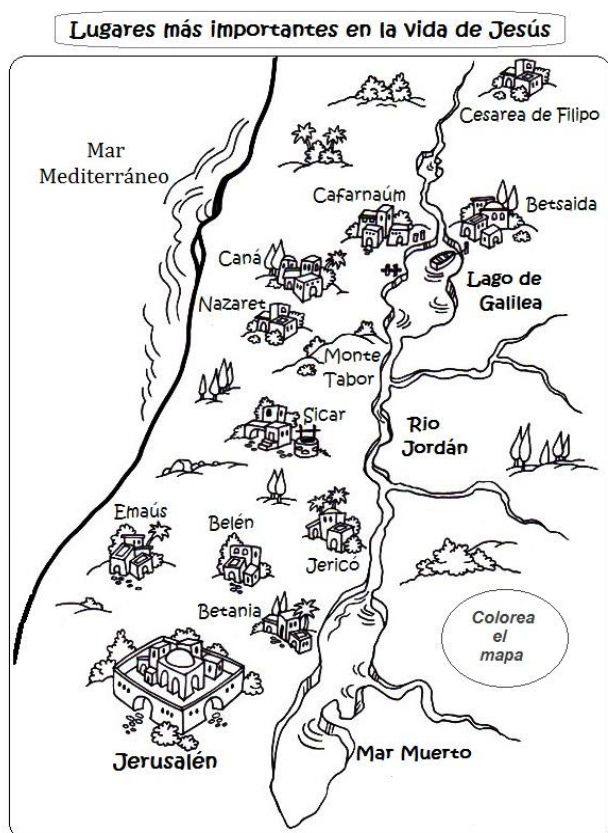 Lugares más importantes en la vida de Jesús
Cesarea de Filipo
Mar
Mediterráneo
Cafarnaúm
Betsaida
Caná
Lago de
Galilea
Nazaret
Monte
Tabor
Sicar
Rio
Jordán
Emaús
Belén
Jericó
Betania
Colorea
el
mapa
Jerusalén
Mar Muerto